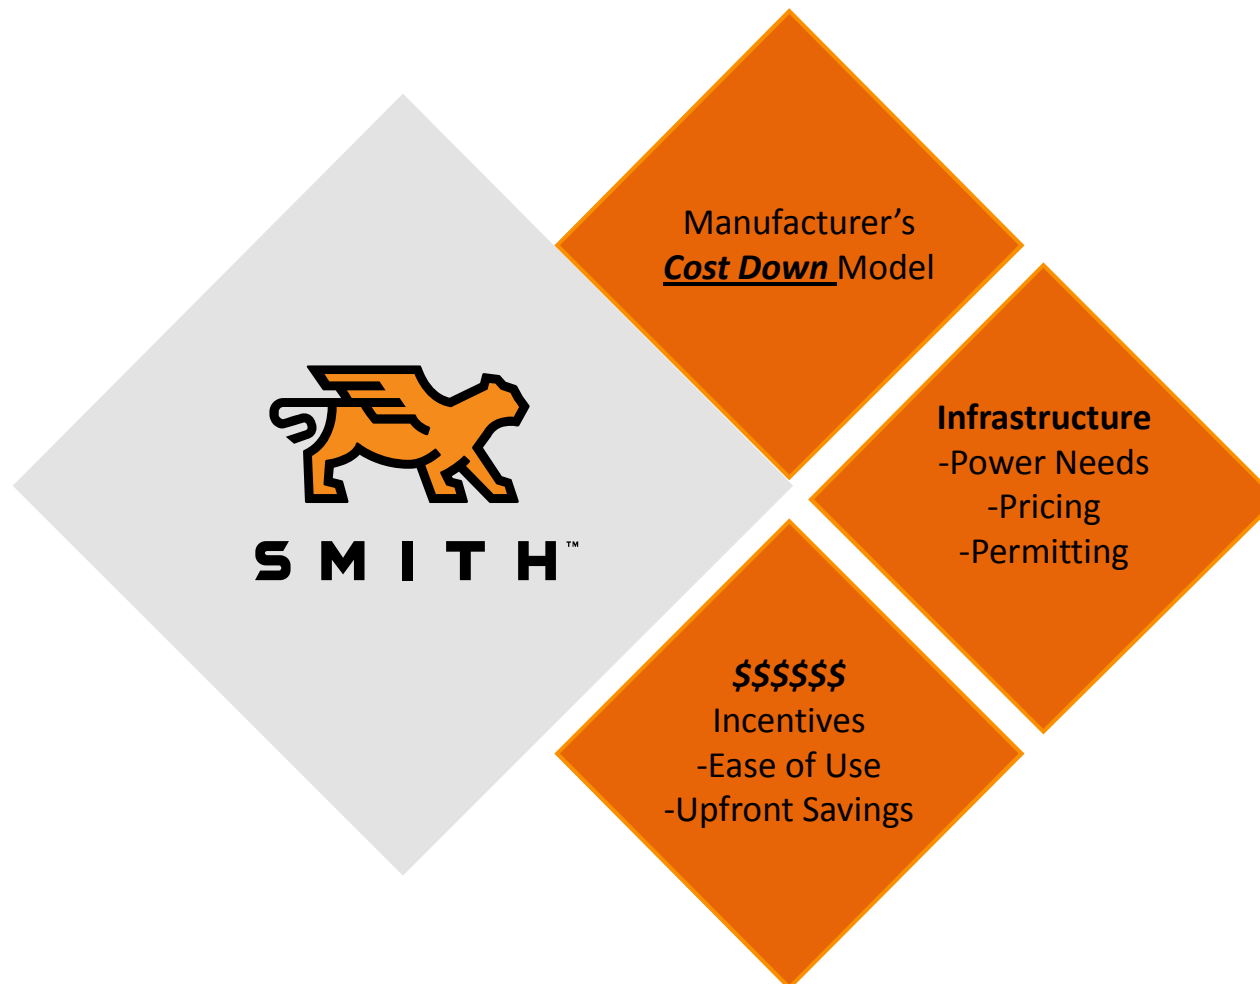 Manufacturer’s
Cost Down Model
Infrastructure
-Power Needs
-Pricing
-Permitting
SMITH™
$$$$$$
Incentives
-Ease of Use
-Upfront Savings